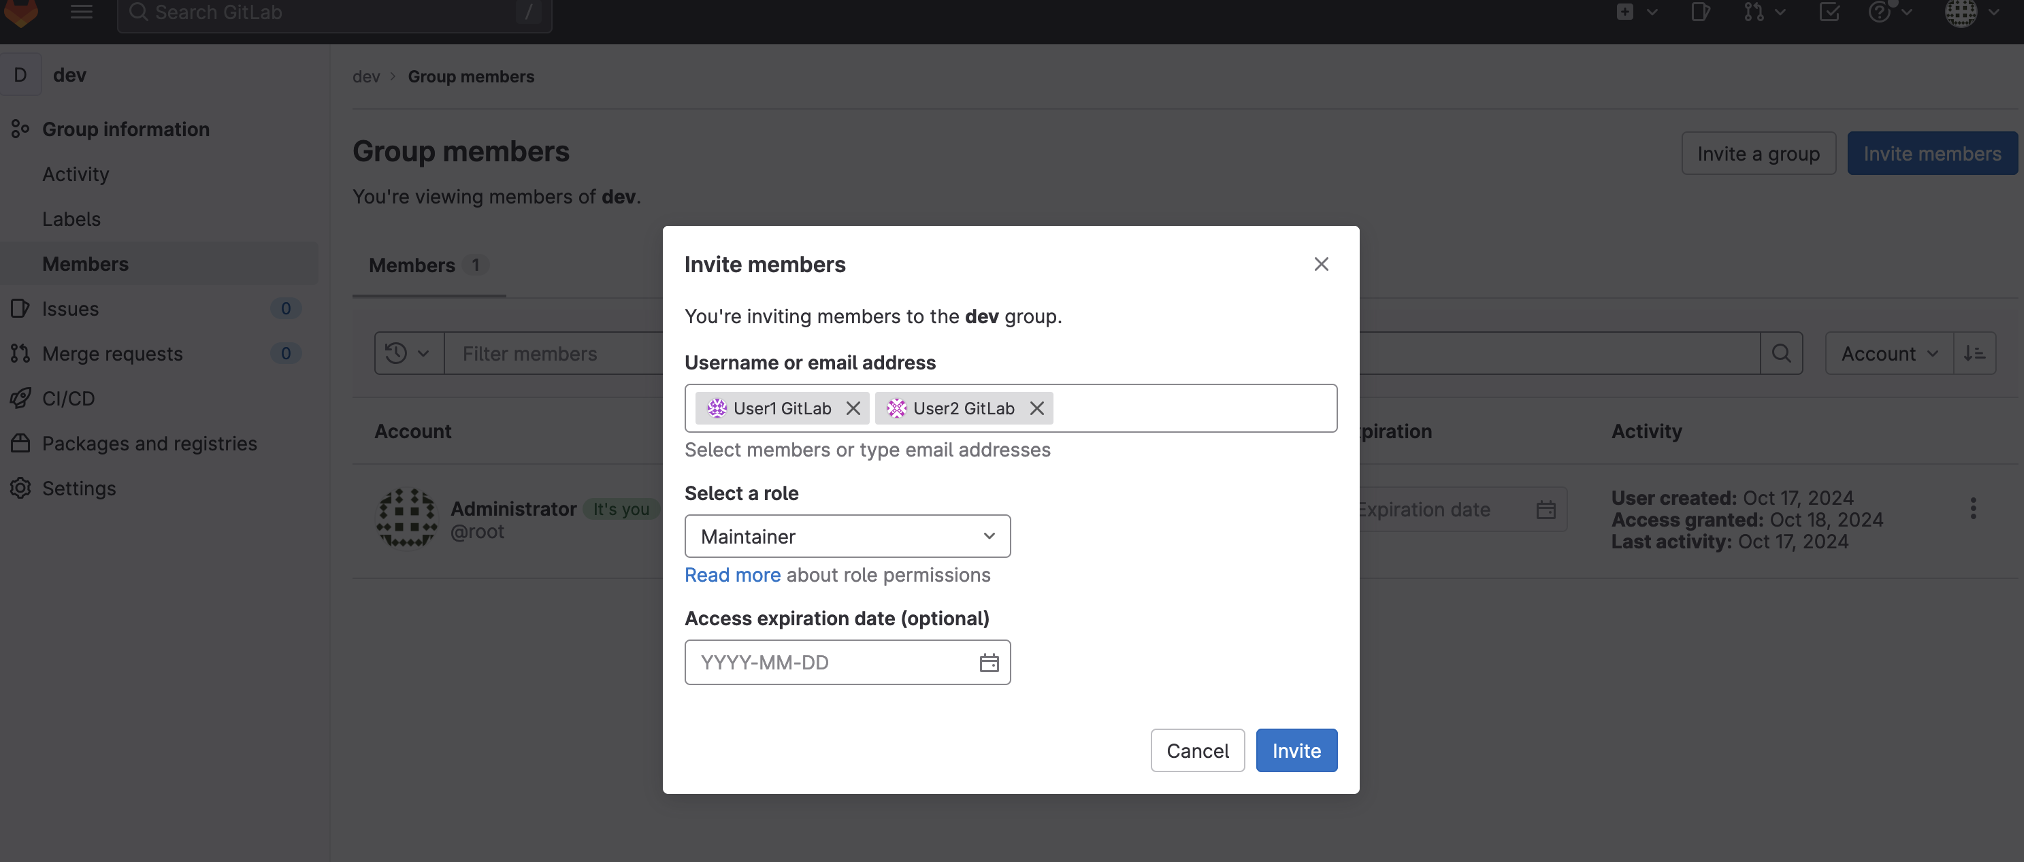 Search GitLab /
D dev
Group information
Activity
Labels
Members
Issues 0
Merge requests 0
CI/CD
Packages and registries
Settings
dev > Group members
Group members
Invite a group
Invite members
You're viewing members of dev.
Members 1
Filter members
Account
Account
piration
Activity
Administrator It's you
@root
Expiration date
User created: Oct 17, 2024
Access granted: Oct 18, 2024
Last activity: Oct 17, 2024
Invite members
You're inviting members to the dev group.
Username or email address
User1 GitLab User2 GitLab
Select members or type email addresses
Select a role
Maintainer
Read more about role permissions
Access expiration date (optional)
YYYY-MM-DD
Cancel
Invite